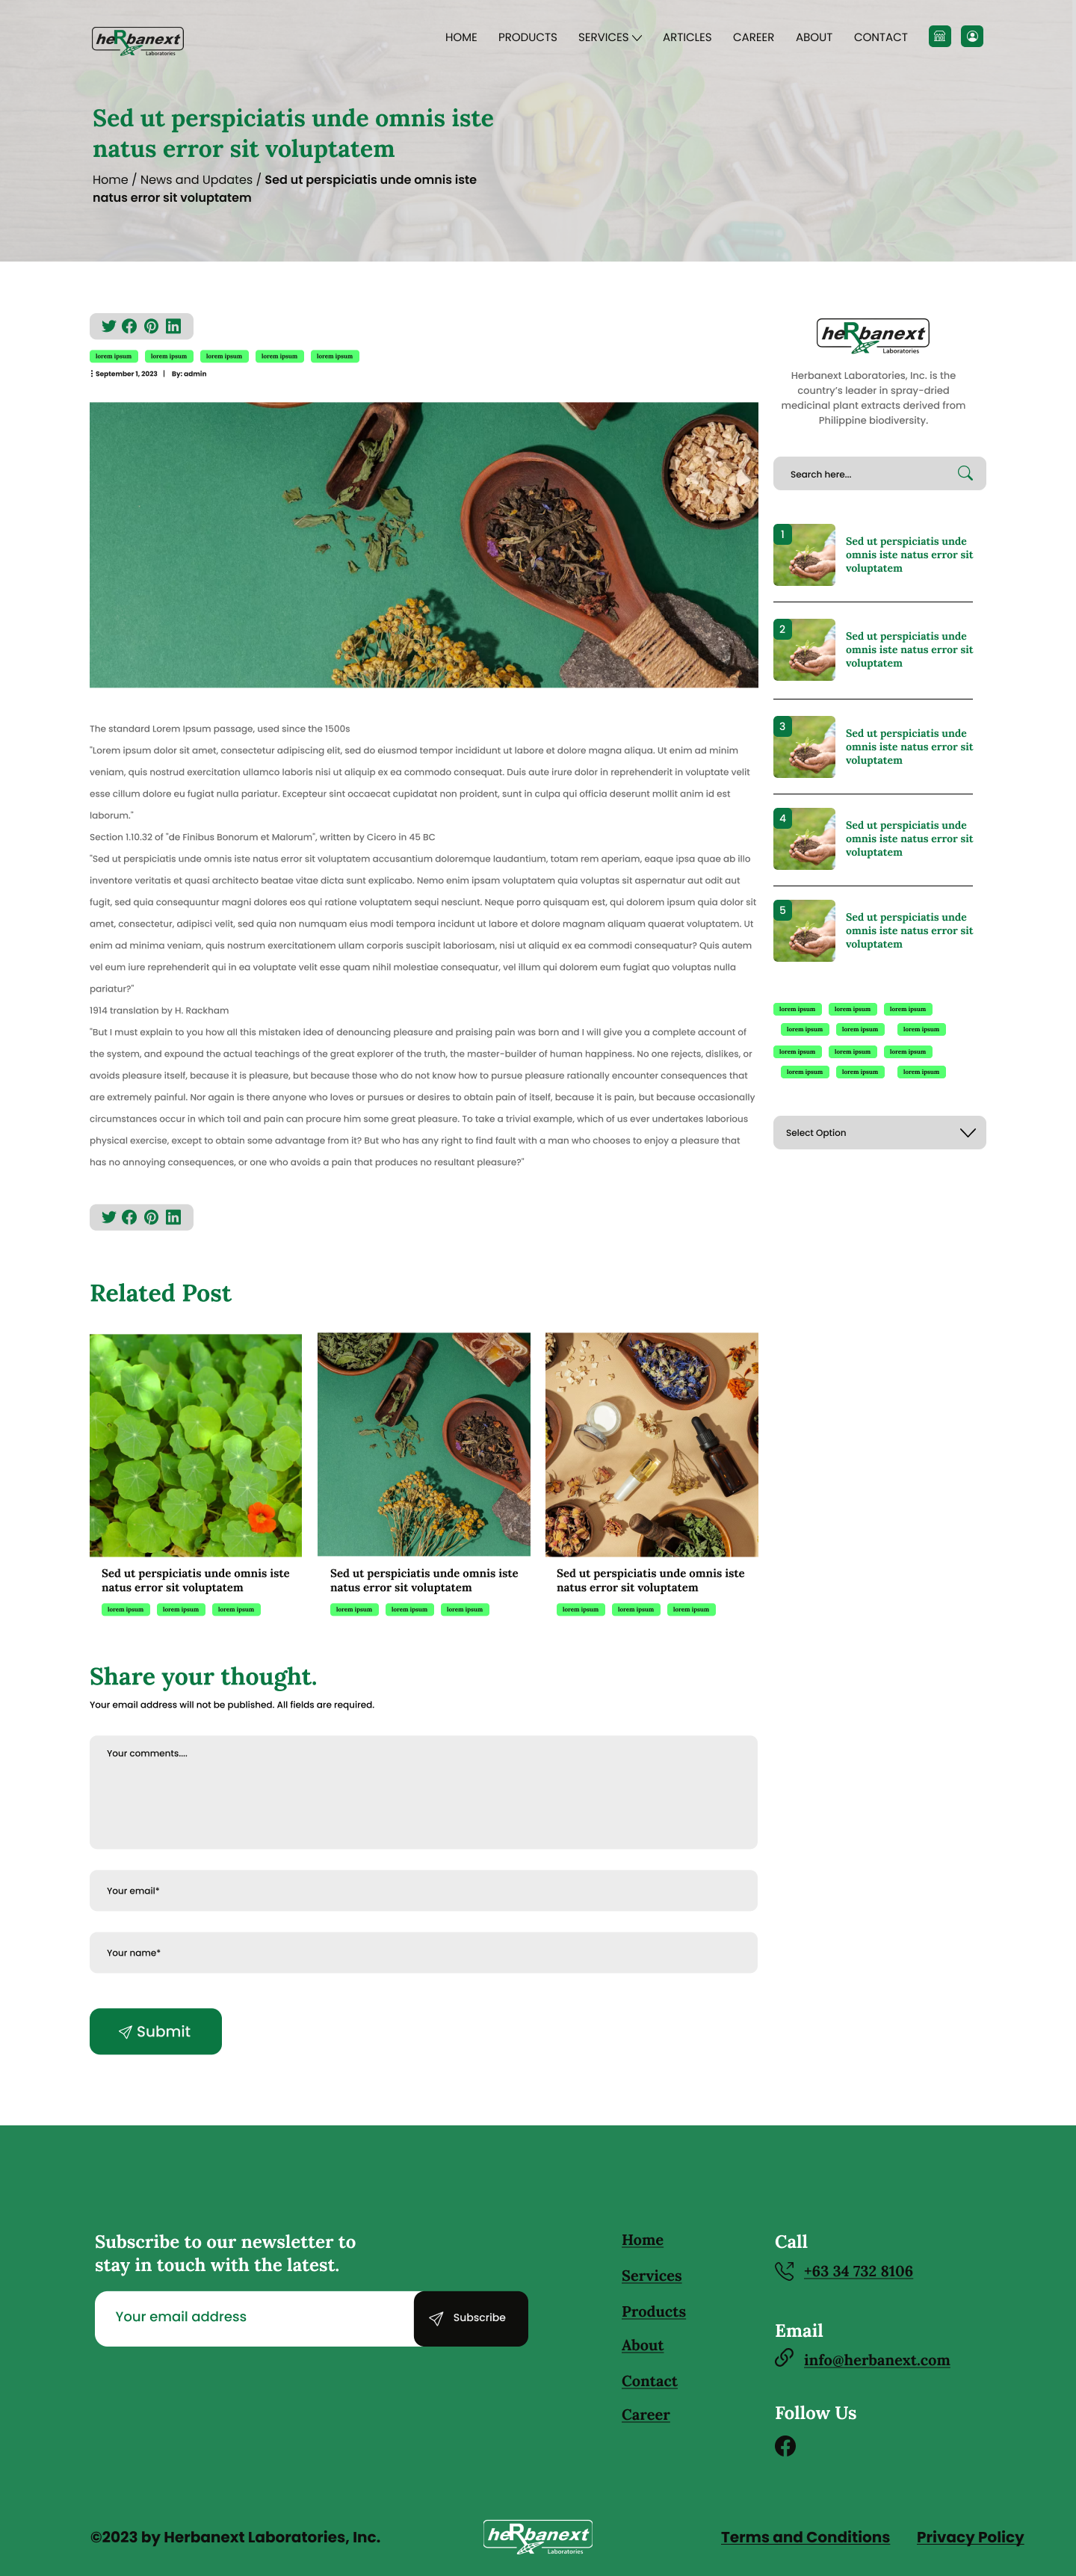 heRbanext
Laboratories
HOME PRODUCTS SERVICES ARTICLES CAREER ABOUT CONTACT
Sed ut perspiciatis unde omnis iste
natus error sit voluptatem
Home / News and Updates / Sed ut perspiciatis unde omnis iste
natus error sit voluptatem
lorem ipsum lorem ipsum lorem ipsum lorem ipsum lorem ipsum
September 1, 2023 | By: admin
The standard Lorem Ipsum passage, used since the 1500s
"Lorem ipsum dolor sit amet, consectetur adipiscing elit, sed do eiusmod tempor incididunt ut labore et dolore magna aliqua. Ut enim ad minim
veniam, quis nostrud exercitation ullamco laboris nisi ut aliquip ex ea commodo consequat. Duis aute irure dolor in reprehenderit in voluptate velit
esse cillum dolore eu fugiat nulla pariatur. Excepteur sint occaecat cupidatat non proident, sunt in culpa qui officia deserunt mollit anim id est
laborum."
Section 1.10.32 of "de Finibus Bonorum et Malorum", written by Cicero in 45 BC
"Sed ut perspiciatis unde omnis iste natus error sit voluptatem accusantium doloremque laudantium, totam rem aperiam, eaque ipsa quae ab illo
inventore veritatis et quasi architecto beatae vitae dicta sunt explicabo. Nemo enim ipsam voluptatem quia voluptas sit aspernatur aut odit aut
fugit, sed quia consequuntur magni dolores eos qui ratione voluptatem sequi nesciunt. Neque porro quisquam est, qui dolorem ipsum quia dolor sit
amet, consectetur, adipisci velit, sed quia non numquam eius modi tempora incidunt ut labore et dolore magnam aliquam quaerat voluptatem. Ut
enim ad minima veniam, quis nostrum exercitationem ullam corporis suscipit laboriosam, nisi ut aliquid ex ea commodi consequatur? Quis autem
vel eum iure reprehenderit qui in ea voluptate velit esse quam nihil molestiae consequatur, vel illum qui dolorem eum fugiat quo voluptas nulla
pariatur?"
1914 translation by H. Rackham
"But I must explain to you how all this mistaken idea of denouncing pleasure and praising pain was born and I will give you a complete account of
the system, and expound the actual teachings of the great explorer of the truth, the master-builder of human happiness. No one rejects, dislikes, or
avoids pleasure itself, because it is pleasure, but because those who do not know how to pursue pleasure rationally encounter consequences that
are extremely painful. Nor again is there anyone who loves or pursues or desires to obtain pain of itself, because it is pain, but because occasionally
circumstances occur in which toil and pain can procure him some great pleasure. To take a trivial example, which of us ever undertakes laborious
physical exercise, except to obtain some advantage from it? But who has any right to find fault with a man who chooses to enjoy a pleasure that
has no annoying consequences, or one who avoids a pain that produces no resultant pleasure?"
heRbanext
Laboratories
Herbanext Laboratories, Inc. is the
country's leader in spray-dried
medicinal plant extracts derived from
Philippine biodiversity.
Search here...
1
Sed ut perspiciatis unde
omnis iste natus error sit
voluptatem
2
Sed ut perspiciatis unde
omnis iste natus error sit
voluptatem
3
Sed ut perspiciatis unde
omnis iste natus error sit
voluptatem
4
Sed ut perspiciatis unde
omnis iste natus error sit
voluptatem
5
Sed ut perspiciatis unde
omnis iste natus error sit
voluptatem
lorem ipsum lorem ipsum lorem ipsum
lorem ipsum lorem ipsum lorem ipsum
lorem ipsum lorem ipsum lorem ipsum
lorem ipsum lorem ipsum lorem ipsum
Select Option
Related Post
Sed ut perspiciatis unde omnis iste
natus error sit voluptatem
lorem ipsum lorem ipsum lorem ipsum
Sed ut perspiciatis unde omnis iste
natus error sit voluptatem
lorem ipsum lorem ipsum lorem ipsum
Sed ut perspiciatis unde omnis iste
natus error sit voluptatem
lorem ipsum lorem ipsum lorem ipsum
Share your thought.
Your email address will not be published. All fields are required.
Your comments....
Your email*
Your name*
Submit
Subscribe to our newsletter to
stay in touch with the latest.
Your email address
Subscribe
Home
Services
Products
About
Contact
Career
Call
+63 34 732 8106
Email
info@herbanext.com
Follow Us
©2023 by Herbanext Laboratories, Inc.
heRbanext
Laboratories
Terms and Conditions Privacy Policy